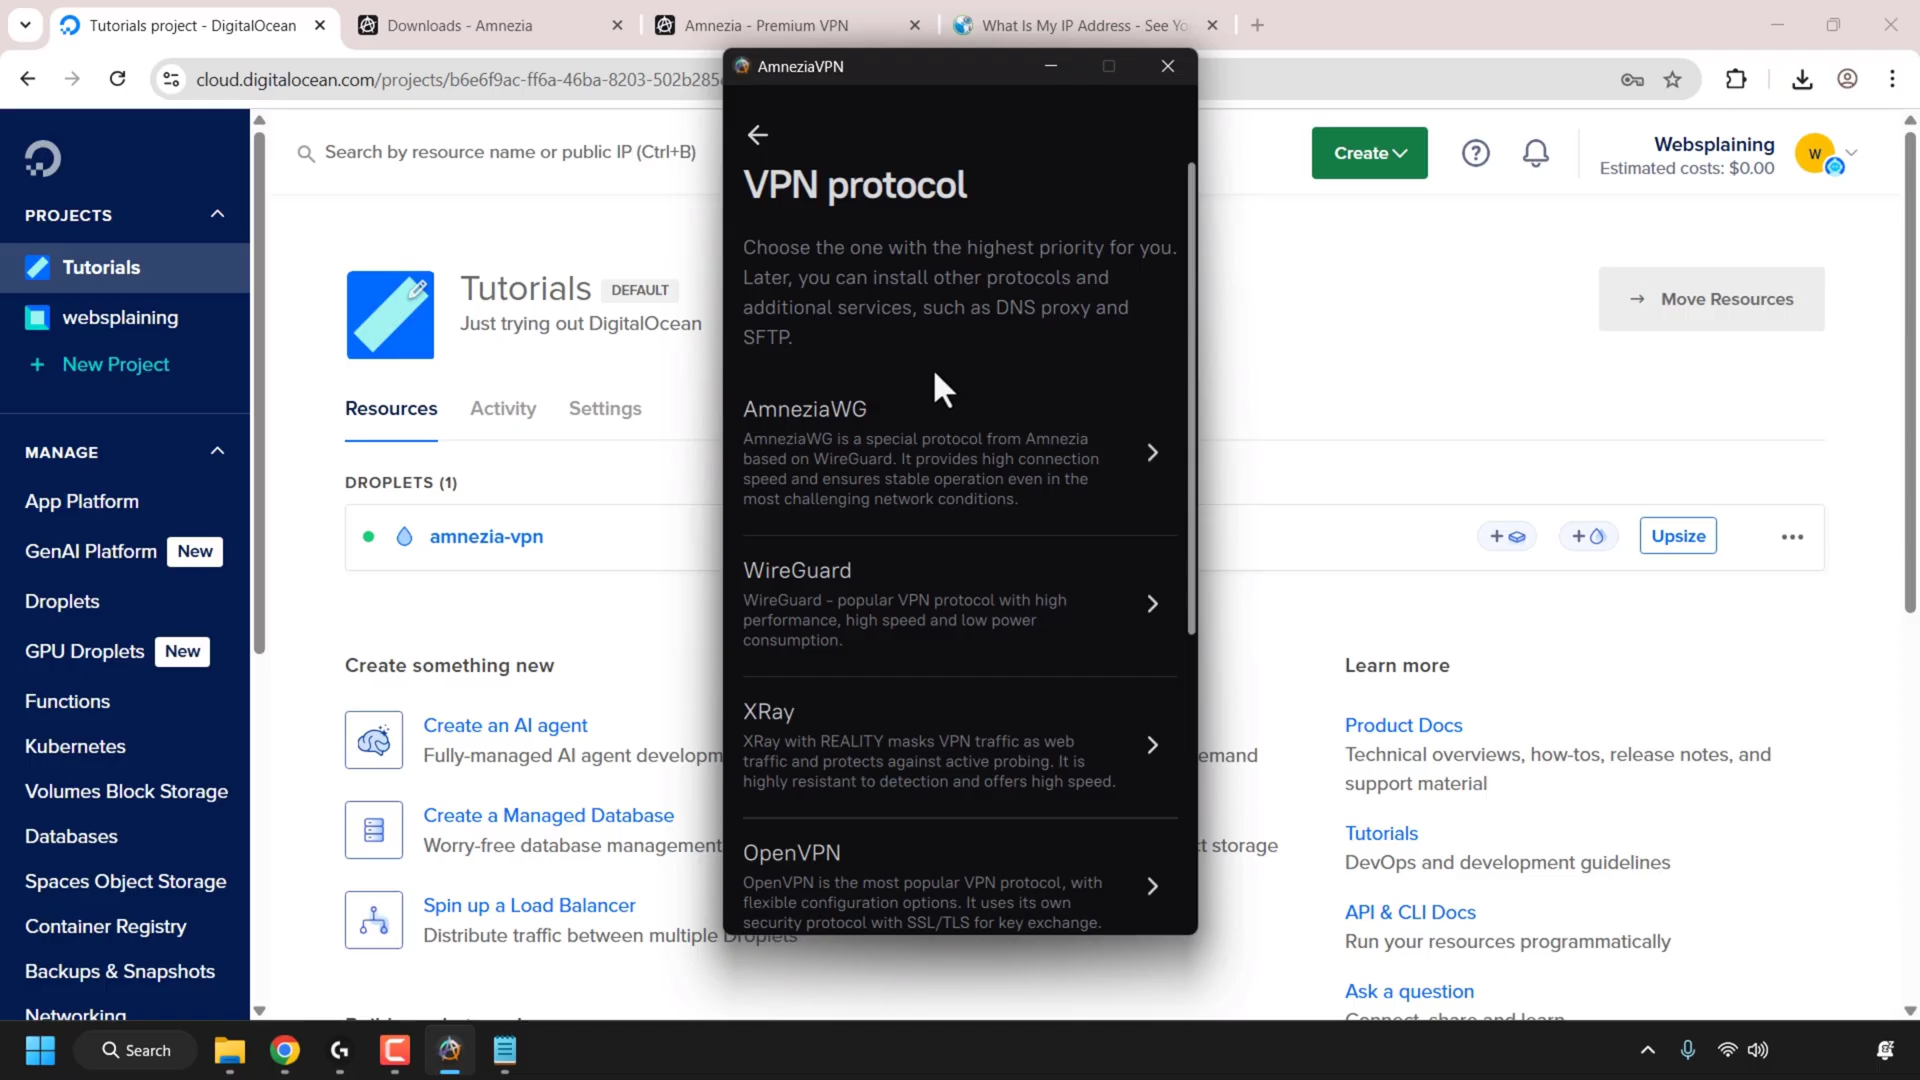 Tutorials project - DigitalOcean
Downloads - Amnezia
Amnezia - Premium VPN
What Is My IP Address - See Yo
cloud.digitalocean.com/projects/b6e6f9ac-ff6a-46ba-8203-502b285
AmneziaVPN
Search by resource name or public IP (Ctrl+B)
Create
Websplaining
Estimated costs: $0.00
W
PROJECTS
Tutorials
websplaining
New Project
MANAGE
App Platform
GenAI Platform New
Droplets
GPU Droplets New
Functions
Kubernetes
Volumes Block Storage
Databases
Spaces Object Storage
Container Registry
Backups & Snapshots
Networking
Tutorials DEFAULT
Just trying out DigitalOcean
Move Resources
Resources
Activity
Settings
DROPLETS (1)
amnezia-vpn
Upsize
Create something new
Create an AI agent
Fully-managed AI agent developm
emand
Create a Managed Database
Worry-free database management
t storage
Spin up a Load Balancer
Distribute traffic between multiple Droplets
Learn more
Product Docs
Technical overviews, how-tos, release notes, and
support material
Tutorials
DevOps and development guidelines
API & CLI Docs
Run your resources programmatically
Ask a question
Connect, share and learn
VPN protocol
Choose the one with the highest priority for you.
Later, you can install other protocols and
additional services, such as DNS proxy and
SFTP.
AmneziaWG
AmneziaWG is a special protocol from Amnezia
based on WireGuard. It provides high connection
speed and ensures stable operation even in the
most challenging network conditions.
WireGuard
WireGuard - popular VPN protocol with high
performance, high speed and low power
consumption.
XRay
XRay with REALITY masks VPN traffic as web
traffic and protects against active probing. It is
highly resistant to detection and offers high speed.
OpenVPN
OpenVPN is the most popular VPN protocol, with
flexible configuration options. It uses its own
security protocol with SSL/TLS for key exchange.
Search